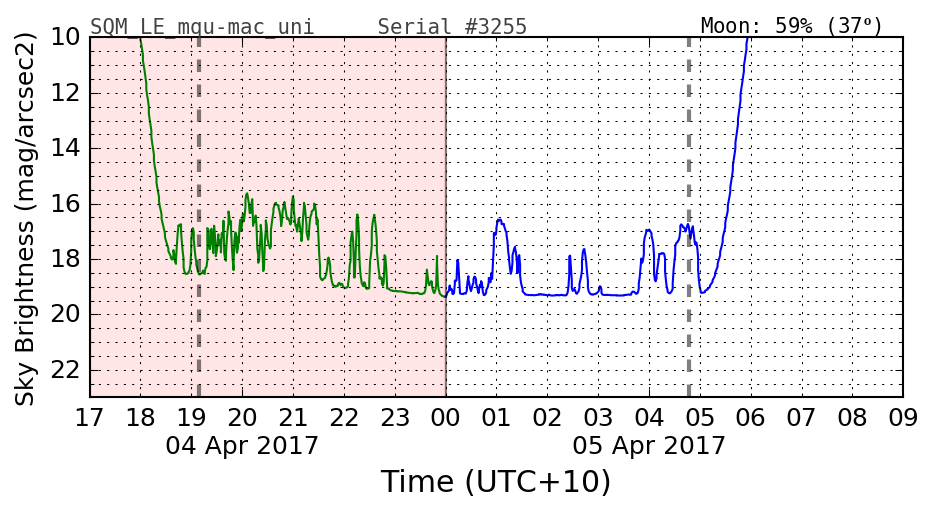 SQM_LE_mqu-mac_uni Serial #3255 Moon: 59% (37º)
Sky Brightness (mag/arcsec2)
10
12
14
16
18
20
22
17 18 19 20 21 22 23 00 01 02 03 04 05 06 07 08 09
04 Apr 2017 05 Apr 2017
Time (UTC+10)